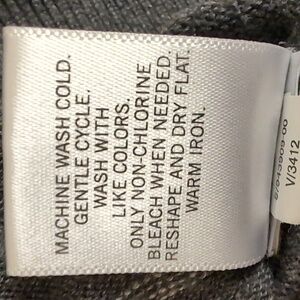 MACHINE WASH COLD.
GENTLE CYCLE.
WASH WITH
LIKE COLORS.
ONLY NON-CHLORINE
BLEACH WHEN NEEDED.
RESHAPE AND DRY FLAT.
WARM IRON.
V/3412